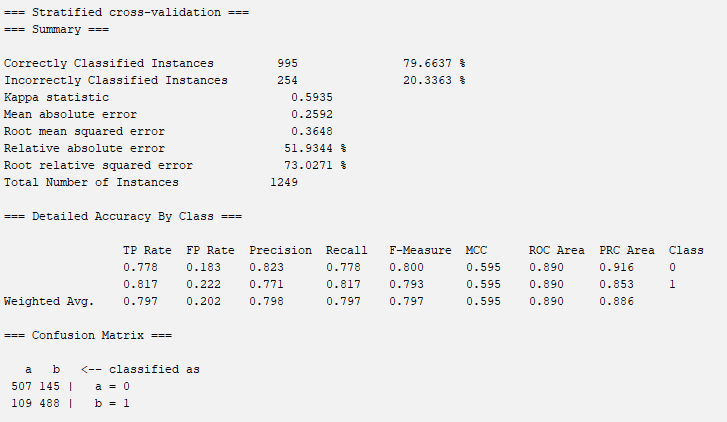 === Stratified cross-validation ===
=== Summary ===
Correctly Classified Instances 995 79.6637 %
Incorrectly Classified Instances 254 20.3363 %
Kappa statistic 0.5935
Mean absolute error 0.2592
Root mean squared error 0.3648
Relative absolute error 51.9344 %
Root relative squared error 73.0271 %
Total Number of Instances 1249
=== Detailed Accuracy By Class ===
TP Rate FP Rate Precision Recall F-Measure MCC ROC Area PRC Area Class
0.778 0.183 0.823 0.778 0.800 0.595 0.890 0.916 0
0.817 0.222 0.771 0.817 0.793 0.595 0.890 0.853 1
Weighted Avg. 0.797 0.202 0.798 0.797 0.797 0.595 0.890 0.886
=== Confusion Matrix ===
a b <-- classified as
507 145 | a = 0
109 488 | b = 1